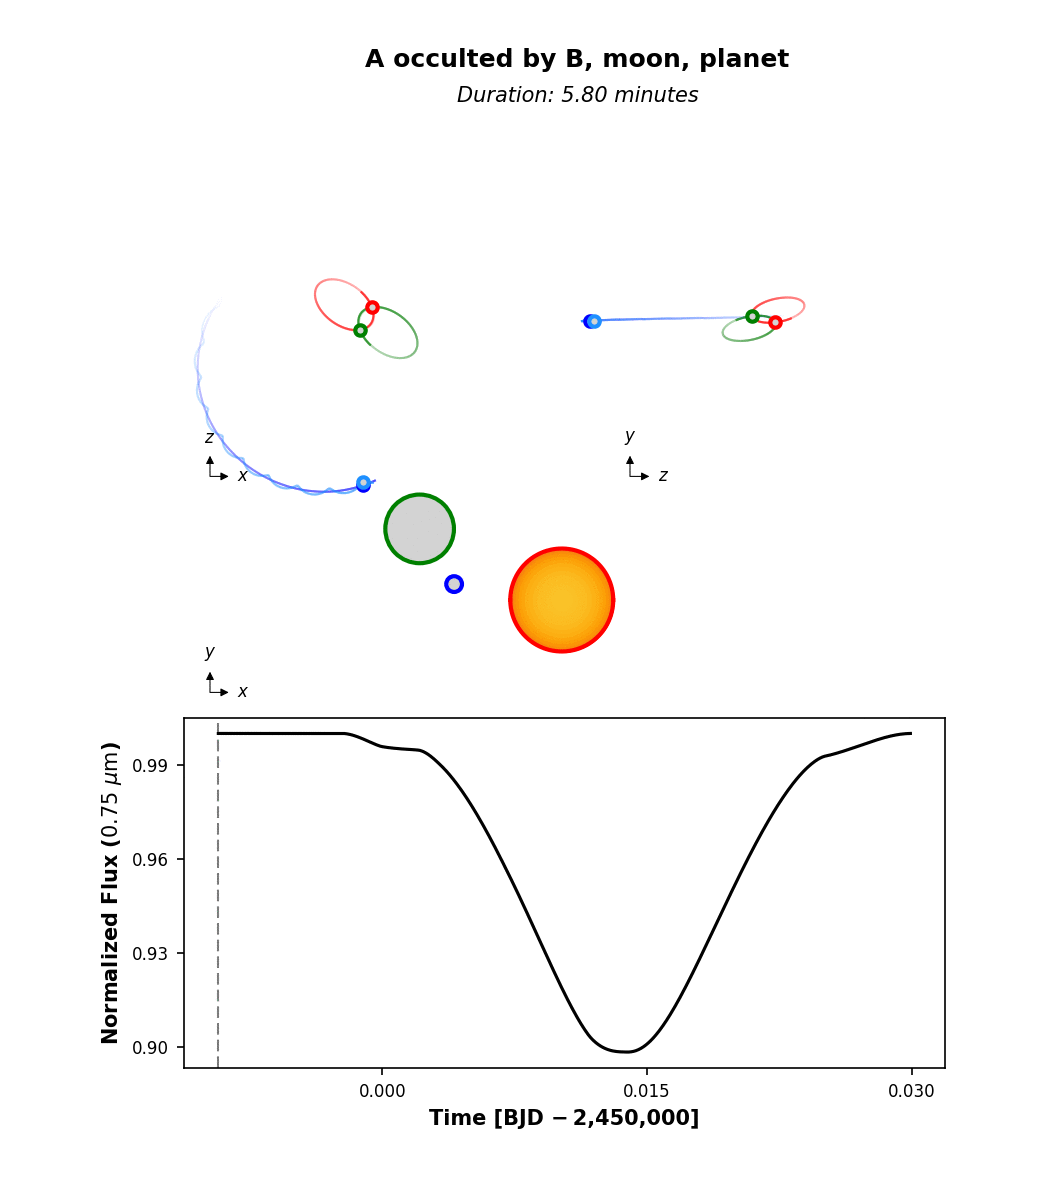 A occulted by B, moon, planet
Duration: 5.80 minutes
z
x
y
z
y
x
Normalized Flux (0.75 μm)
0.99
0.96
0.93
0.90
0.000 0.015 0.030
Time [BJD − 2,450,000]